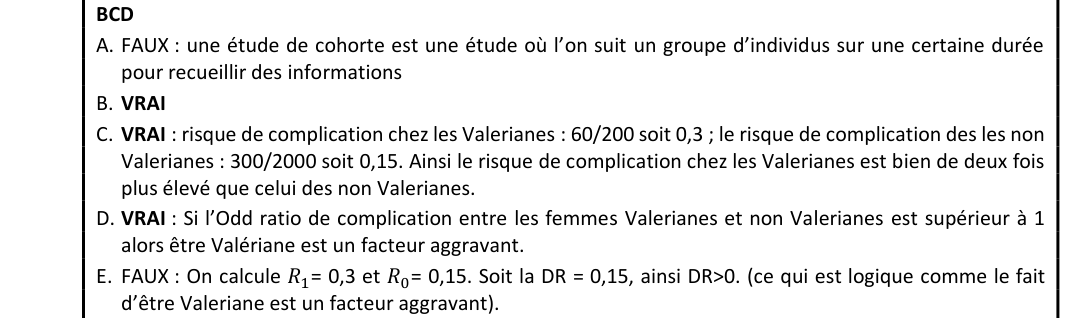 BCD
A. FAUX : une étude de cohorte est une étude où l’on suit un groupe d’individus sur une certaine durée
pour recueillir des informations
B. VRAI
C. VRAI : risque de complication chez les Valerianes : 60/200 soit 0,3 ; le risque de complication des les non
Valerianes : 300/2000 soit 0,15. Ainsi le risque de complication chez les Valerianes est bien de deux fois
plus élevé que celui des non Valerianes.
D. VRAI : Si l’Odd ratio de complication entre les femmes Valerianes et non Valerianes est supérieur à 1
alors être Valériane est un facteur aggravant.
E. FAUX : On calcule R₁= 0,3 et R₀= 0,15. Soit la DR = 0,15, ainsi DR>0. (ce qui est logique comme le fait
d’être Valeriane est un facteur aggravant).